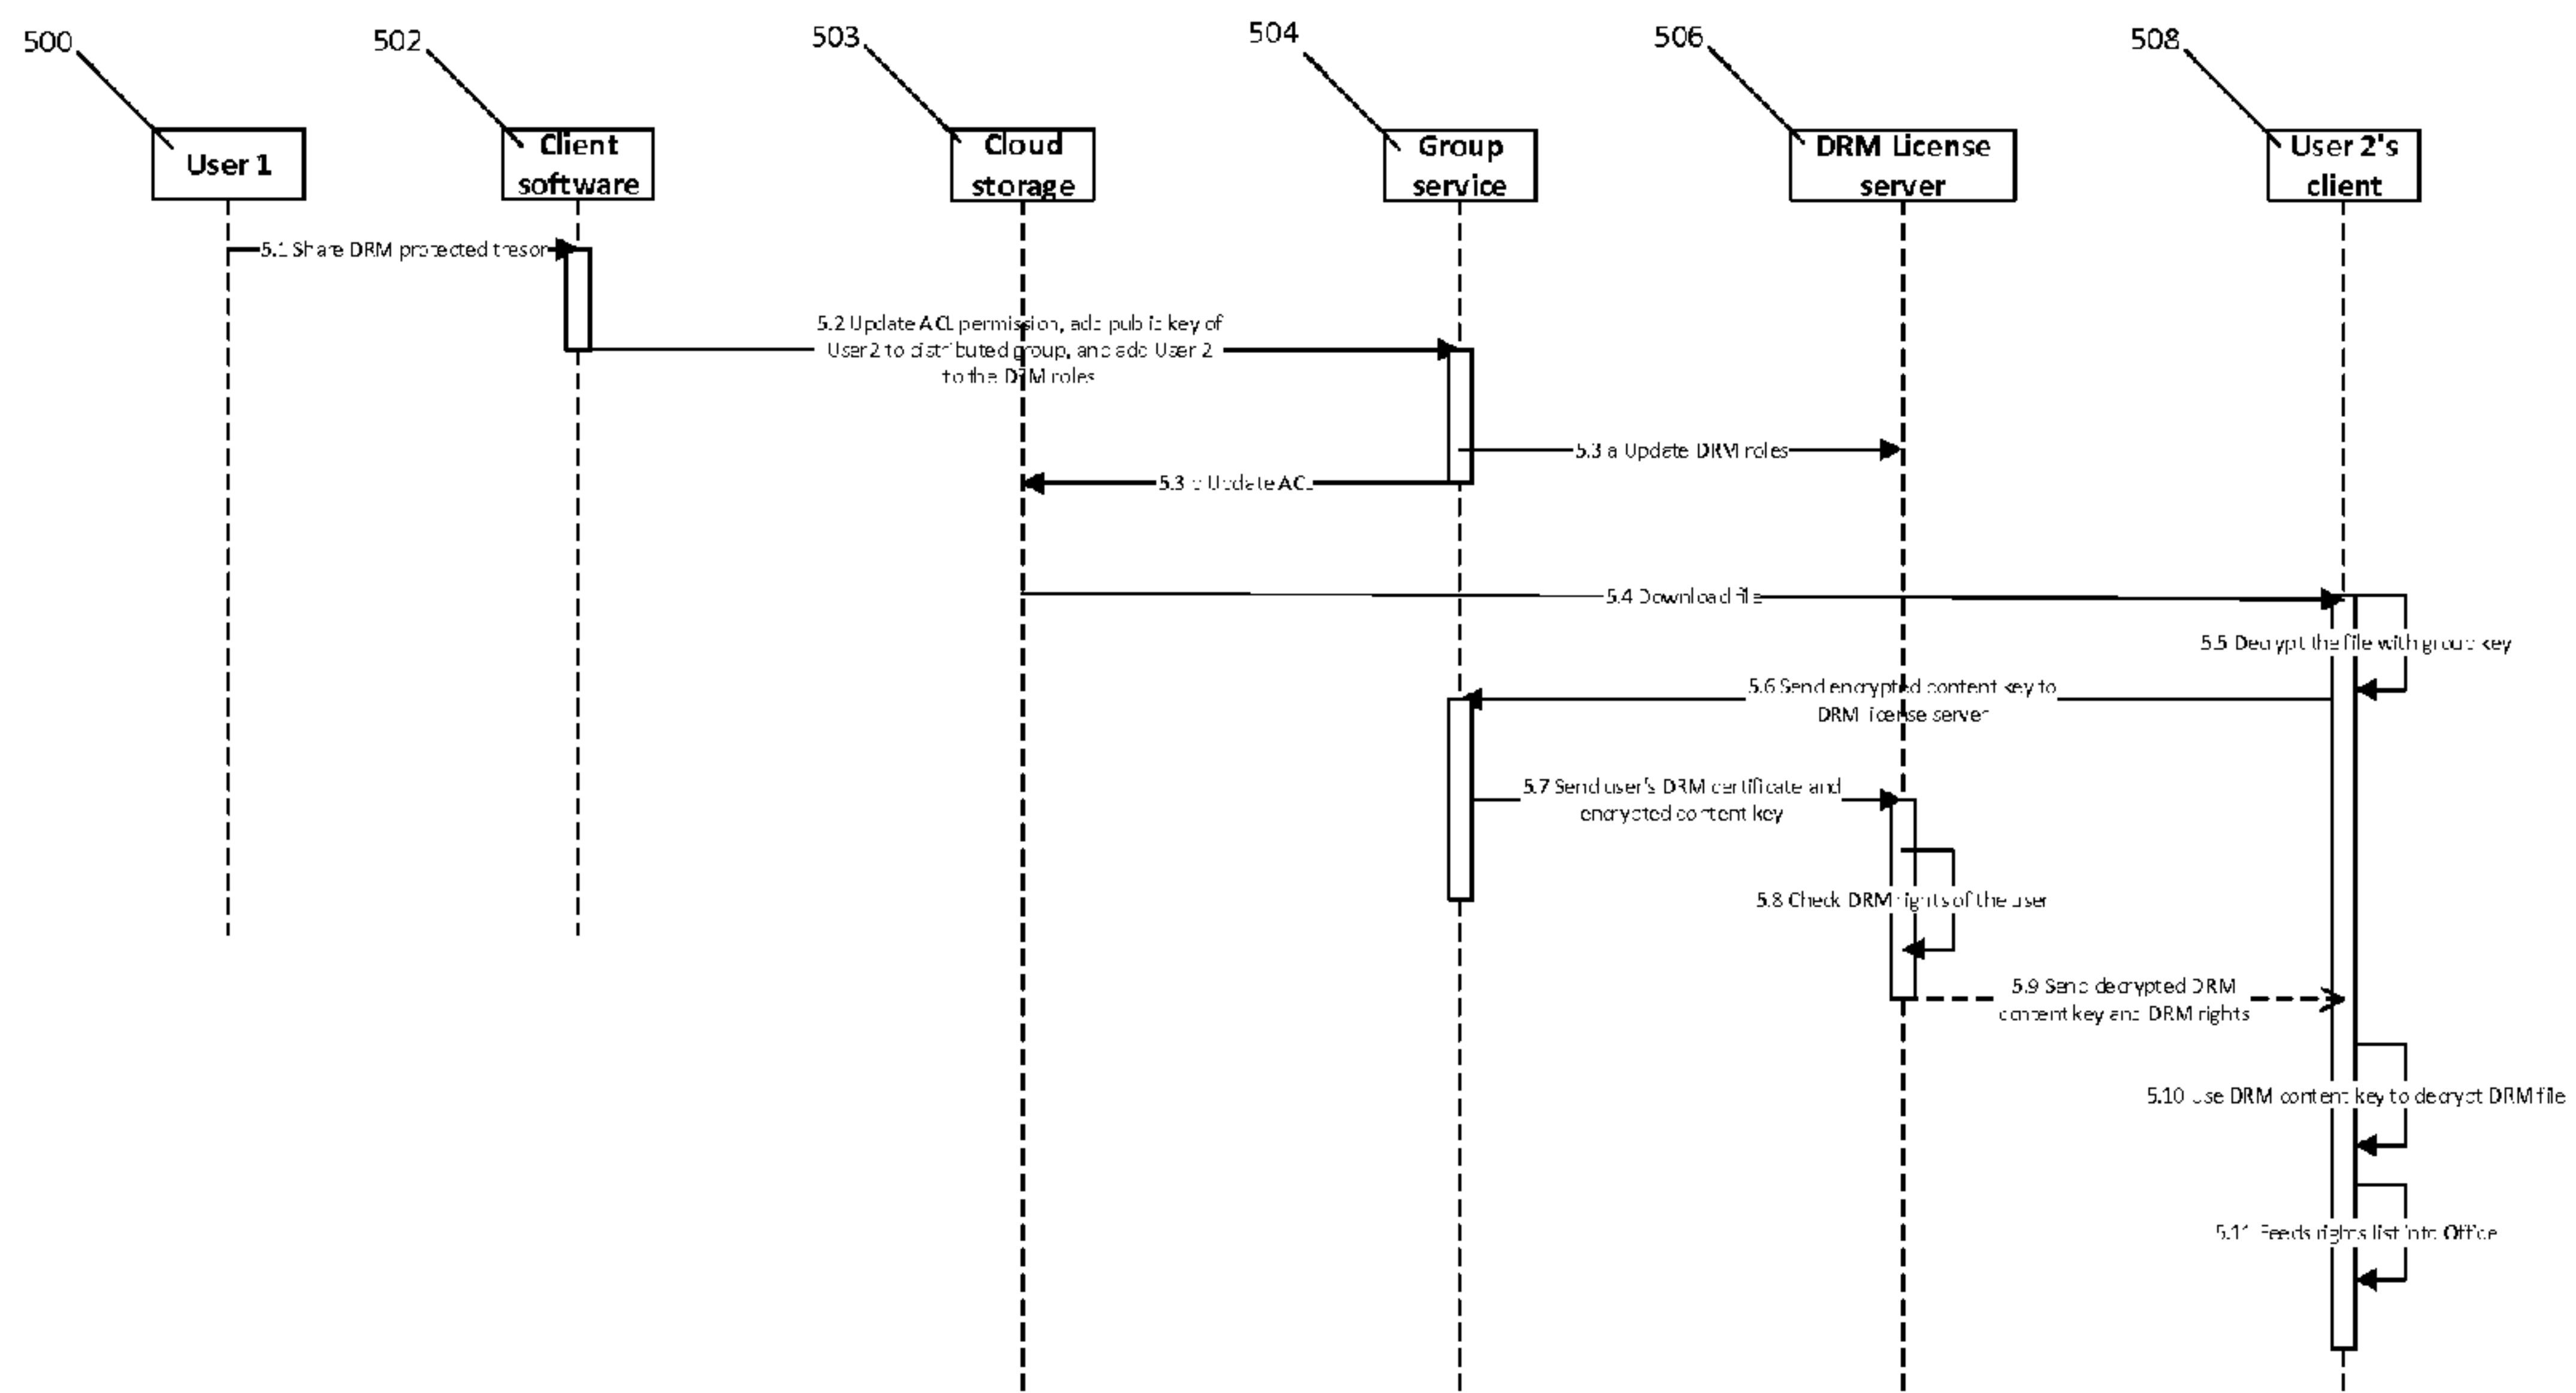 500
502
503
504
506
508
User 1
Client
software
Cloud
storage
Group
service
DRM License
server
User 2's
client
5.1 Share DRM protected tresor
5.2 Update ACL permission, add public key of
User2 to distributed group, and add User 2
to the DRM roles
5.3 a Update DRM roles
5.3 Update ACL
5.4 Download file
5.5 Decrypt the file with group key
5.6 Send encrypted content key to
DRM license server
5.7 Send user's DRM certificate and
encrypted content key
5.8 Check DRM rights of the user
5.9 Send decrypted DRM
content key and DRM rights
5.10 Use DRM content key to decrypt DRM file
5.11 Feeds rights list into Office